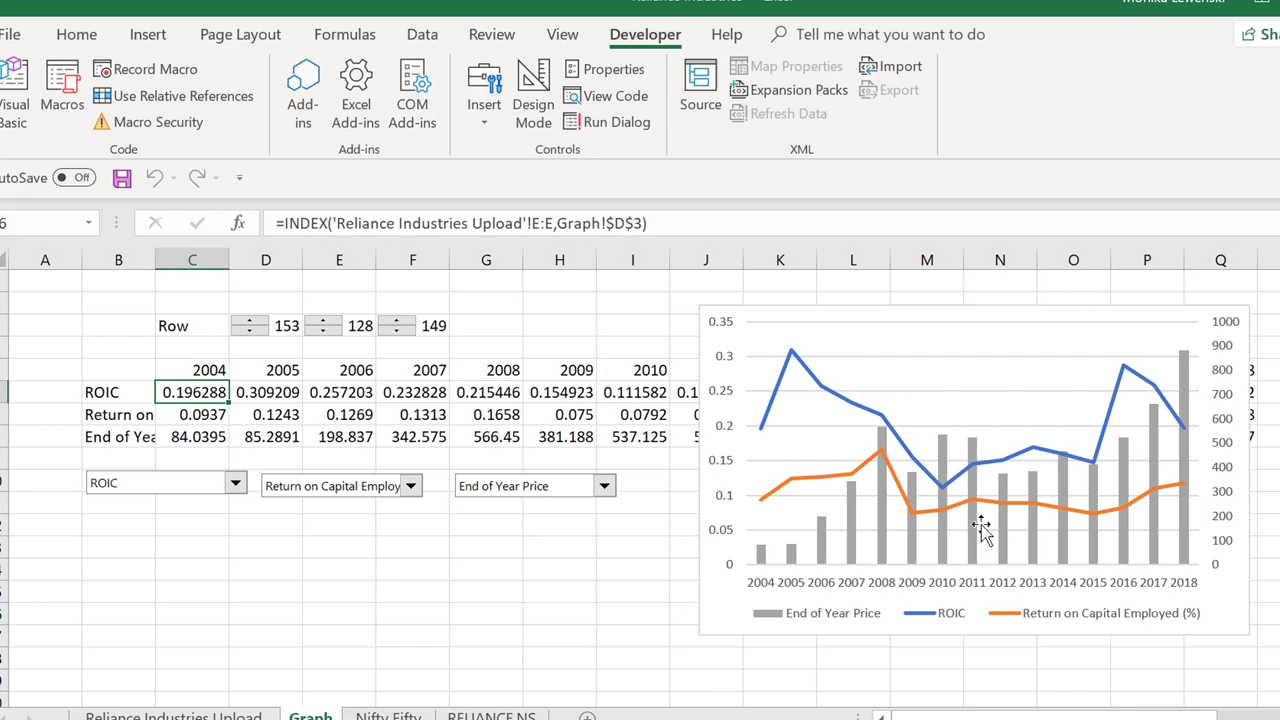 File Home Insert Page Layout Formulas Data Review View Developer Help Tell me what you want to do
Visual Basic
Macros
Record Macro
Use Relative References
Macro Security
Code
Add-ins
Excel Add-ins
COM Add-ins
Add-ins
Insert
Design Mode
Properties
View Code
Run Dialog
Controls
Source
Map Properties
Expansion Packs
Refresh Data
Import
Export
XML
utoSave Off
6 fx =INDEX('Reliance Industries Upload'!E:E,Graph!$D$3)
A B C D E F G H I J K L M N O P Q
Row 153 128 149
2004 2005 2006 2007 2008 2009 2010
ROIC 0.196288 0.309209 0.257203 0.232828 0.215446 0.154923 0.111582 0.1
Return on 0.0937 0.1243 0.1269 0.1313 0.1658 0.075 0.0792
End of Yea 84.0395 85.2891 198.837 342.575 566.45 381.188 537.125
ROIC Return on Capital Employ End of Year Price
0.35 1000
0.3 900
0.25 800
0.2 700
0.15 600
0.1 500
0.05 400
0 300
200
100
0
2004 2005 2006 2007 2008 2009 2010 2011 2012 2013 2014 2015 2016 2017 2018
End of Year Price ROIC Return on Capital Employed (%)
Reliance Industries Upload Graph Nifty Fifty RELIANCE.NS